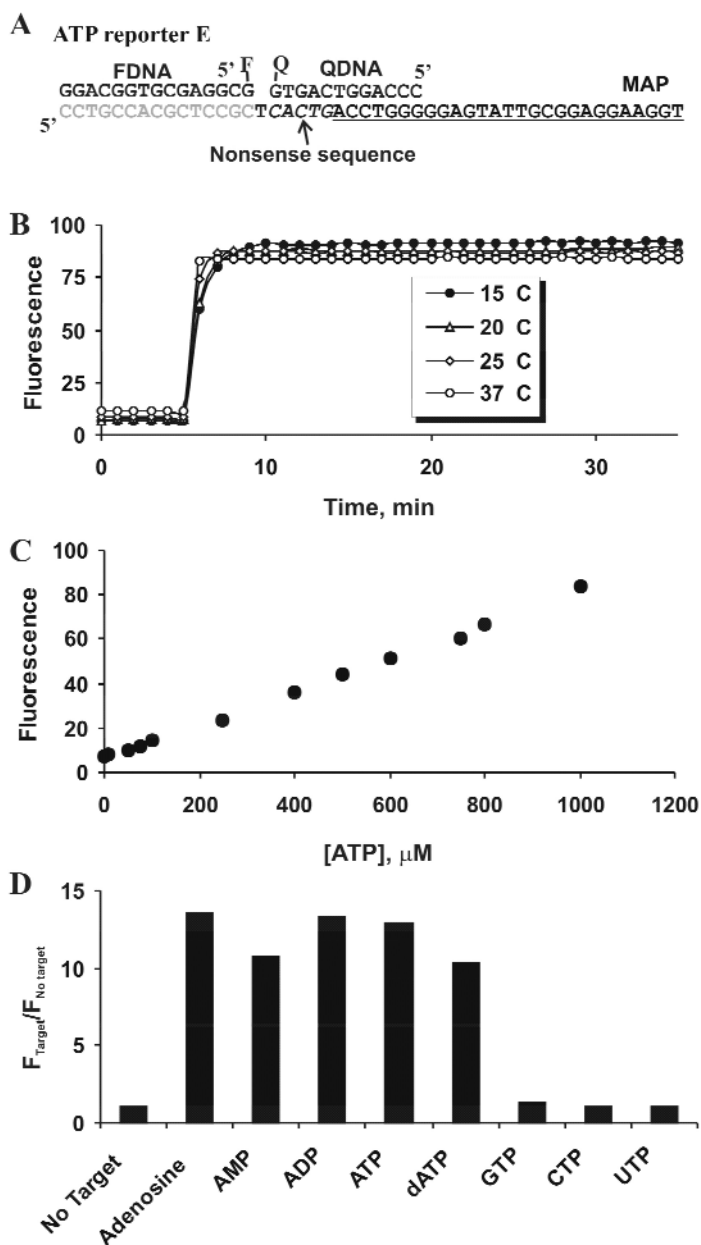 A ATP reporter E
FDNA 5’ F Q QDNA 5’ MAP
GGACGGTGCGAGGCG GTGACTGGACCC
5’ CCTGCCACGCTCCGCTCACTGACCTGGGGGAGTATTGCGGAGGAAGGT
Nonsense sequence
B
100
75
50
25
0
Fluorescence
15 C
20 C
25 C
37 C
0 10 20 30
Time, min
C
100
80
60
40
20
0
Fluorescence
0 200 400 600 800 1000 1200
[ATP], µM
D
15
10
5
0
FTarget/FNo target
No Target Adenosine AMP ADP ATP dATP GTP CTP UTP